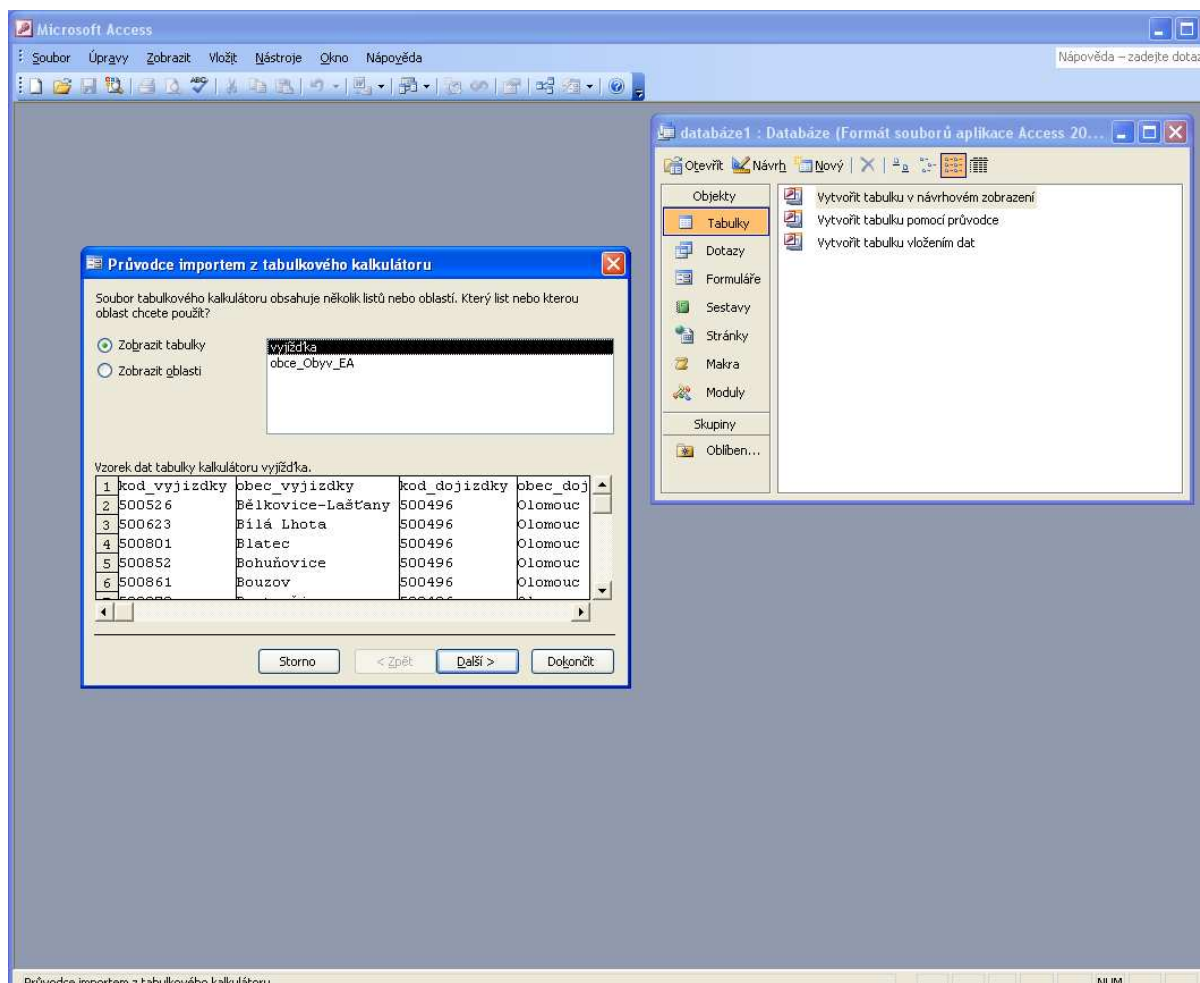 Microsoft Access
Soubor Úpravy Zobrazit Vložit Nástroje Okno Nápověda
Nápověda – zadejte dotaz
databáze1 : Databáze (Formát souborů aplikace Access 20...
Otevřít Návrh Nový
Objekty
Tabulky
Dotazy
Formuláře
Sestavy
Stránky
Makra
Moduly
Skupiny
Oblíben...
Vytvořit tabulku v návrhovém zobrazení
Vytvořit tabulku pomocí průvodce
Vytvořit tabulku vložením dat
Průvodce importem z tabulkového kalkulátoru
Soubor tabulkového kalkulátoru obsahuje několik listů nebo oblastí. Který list nebo kterou
oblast chcete použít?
Zobrazit tabulky
Zobrazit oblasti
vyjížďka
obce_Obyv_EA
Vzorek dat tabulky kalkulátoru vyjížďka.
1 kod_vyjizdky obec_vyjizdky kod_dojizdky obec_doj
2 500526 Bělkovice-Lašťany 500496 Olomouc
3 500623 Bílá Lhota 500496 Olomouc
4 500801 Blatec 500496 Olomouc
5 500852 Bohuňovice 500496 Olomouc
6 500861 Bouzov 500496 Olomouc
Storno < Zpět Další > Dokončit
Průvodce importem z tabulkového kalkulátoru
NUM